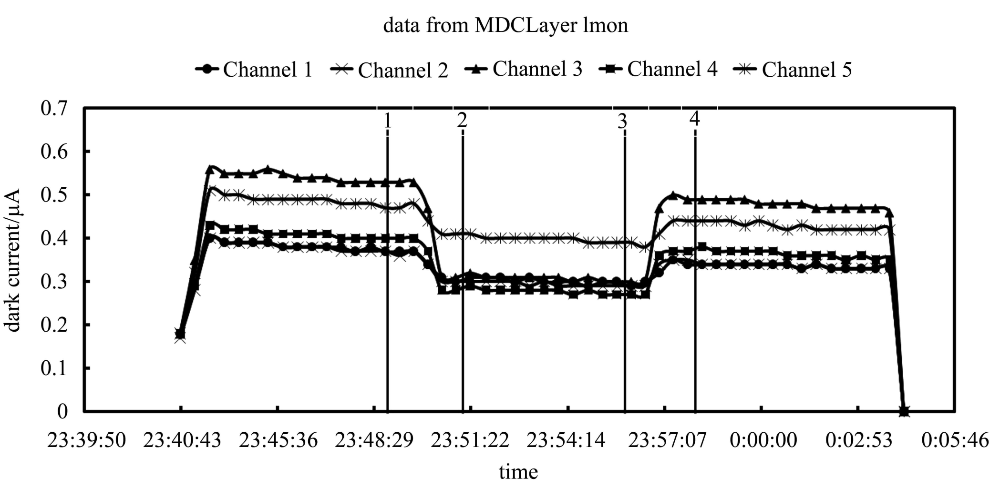 data from MDCLayer lmon
Channel 1 Channel 2 Channel 3 Channel 4 Channel 5
dark current/μA
0.7
0.6
0.5
0.4
0.3
0.2
0.1
0
1 2 3 4
23:39:50 23:40:43 23:45:36 23:48:29 23:51:22 23:54:14 23:57:07 0:00:00 0:02:53 0:05:46
time